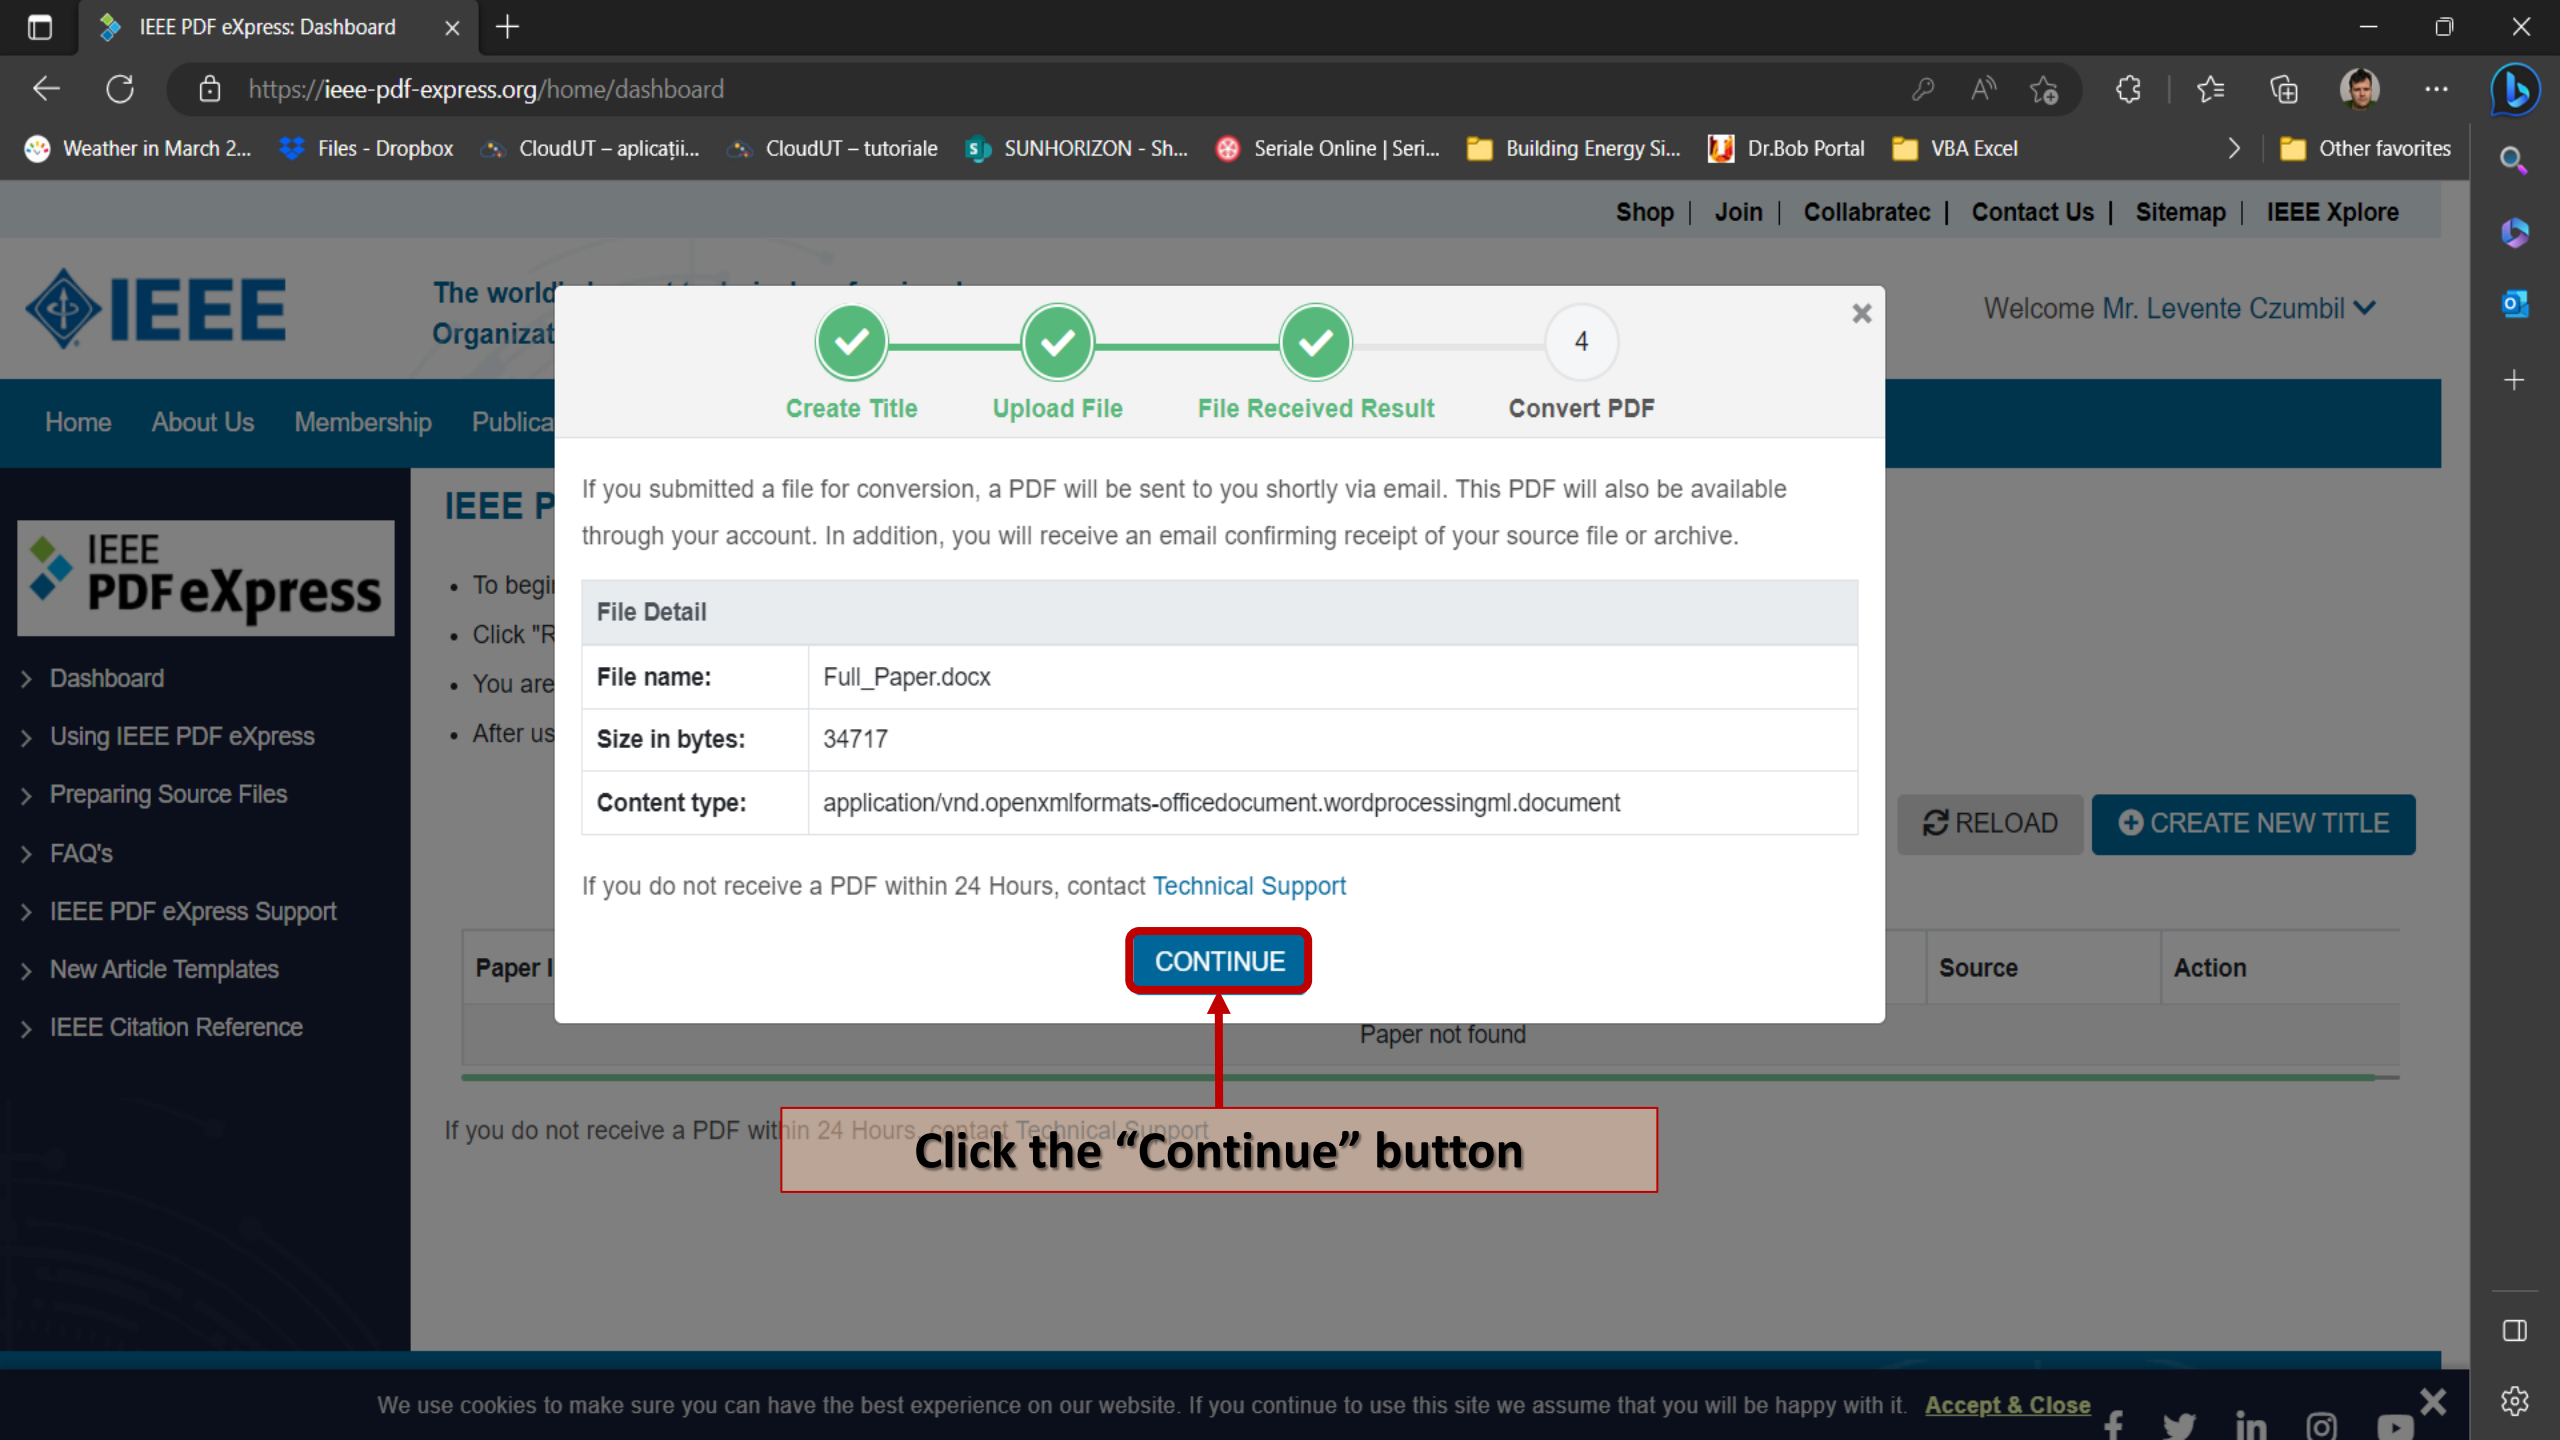 IEEE PDF eXpress: Dashboard
https://ieee-pdf-express.org/home/dashboard
Weather in March 2... Files - Dropbox CloudUT – aplicații... CloudUT – tutoriale SUNHORIZON - Sh... Seriale Online | Seri... Building Energy Si... Dr.Bob Portal VBA Excel Other favorites
Shop | Join | Collabratec | Contact Us | Sitemap | IEEE Xplore
IEEE
The world
Organizat
Welcome Mr. Levente Czumbil
4
Create Title Upload File File Received Result Convert PDF
Home About Us Membership Publica
If you submitted a file for conversion, a PDF will be sent to you shortly via email. This PDF will also be available
through your account. In addition, you will receive an email confirming receipt of your source file or archive.
File Detail
File name: Full_Paper.docx
Size in bytes: 34717
Content type: application/vnd.openxmlformats-officedocument.wordprocessingml.document
If you do not receive a PDF within 24 Hours, contact Technical Support
CONTINUE
IEEE
PDF eXpress
Dashboard
Using IEEE PDF eXpress
Preparing Source Files
FAQ's
IEEE PDF eXpress Support
New Article Templates
IEEE Citation Reference
IEEE P
To begi
Click "R
You are
After us
RELOAD CREATE NEW TITLE
Paper I Source Action
Paper not found
If you do not receive a PDF within 24 Hours, contact Technical Support
Click the “Continue” button
We use cookies to make sure you can have the best experience on our website. If you continue to use this site we assume that you will be happy with it. Accept & Close